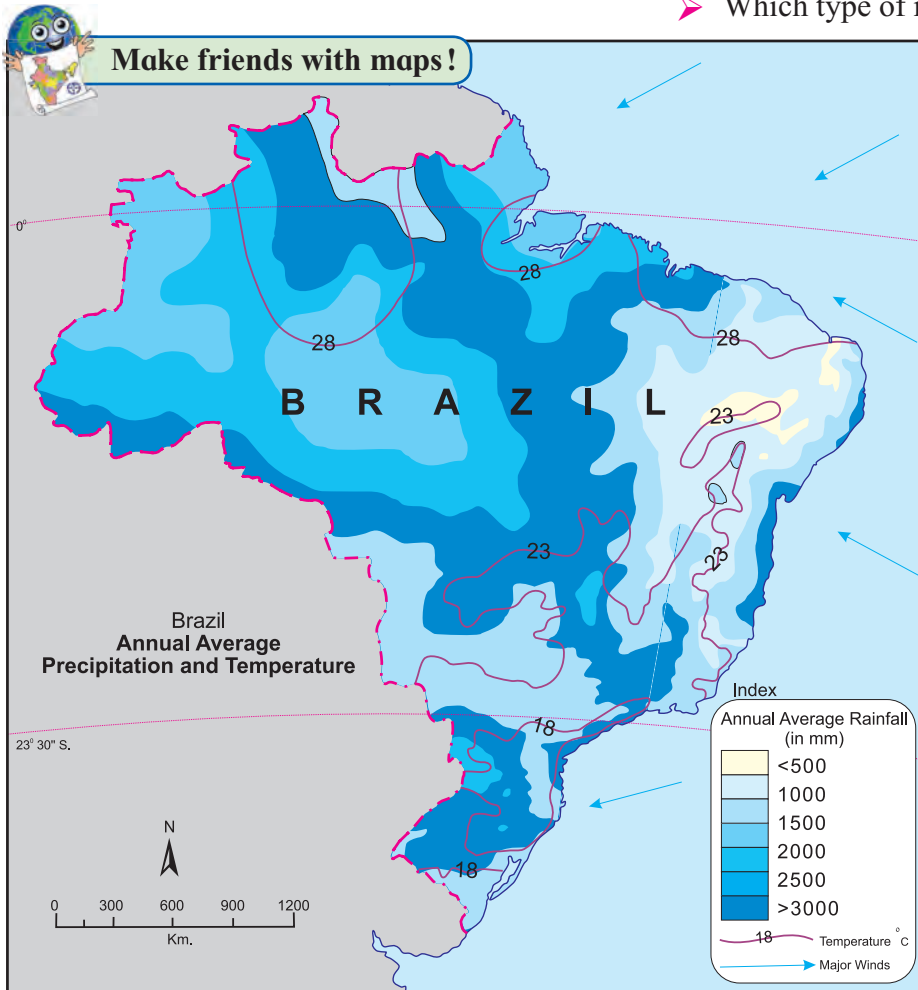 ➤ Which type of
Make friends with maps!
0°
28
28
28
BRAZIL
23
23
23
Brazil
Annual Average
Precipitation and Temperature
18
23° 30" S.
18
N
0 300 600 900 1200
Km.
Index
Annual Average Rainfall
(in mm)
<500
1000
1500
2000
2500
>3000
18 Temperature °C
Major Winds